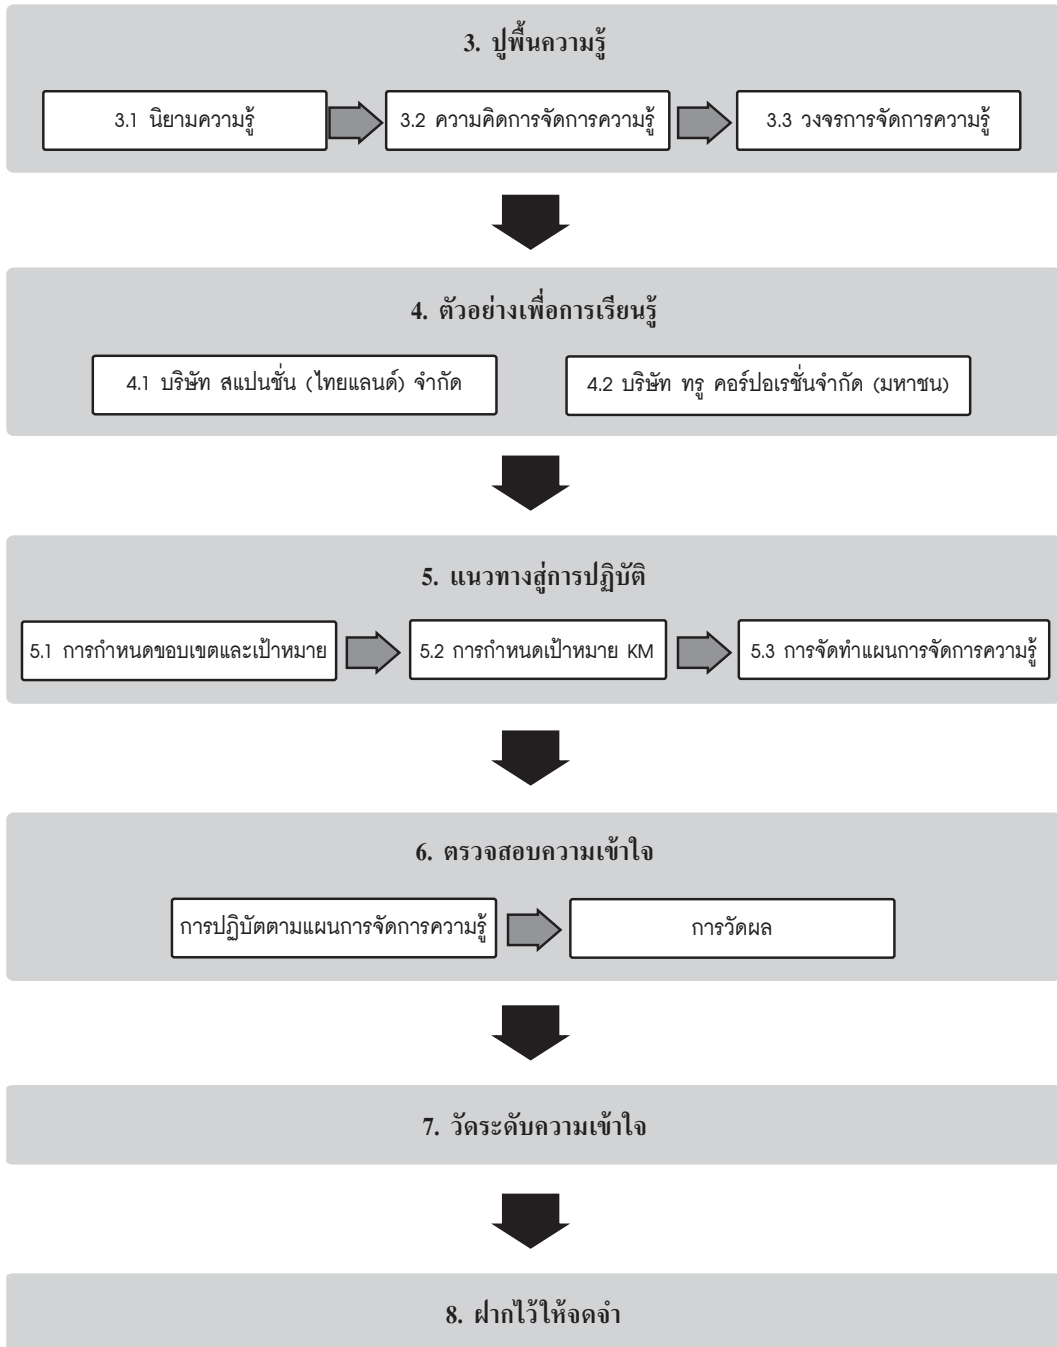 3. ปูพื้นความรู้
3.1 นิยามความรู้
3.2 ความคิดการจัดการความรู้
3.3 วงจรการจัดการความรู้
4. ตัวอย่างเพื่อการเรียนรู้
4.1 บริษัท สแปนชั่น (ไทยแลนด์) จำกัด
4.2 บริษัท ทรู คอร์ปอเรชั่นจำกัด (มหาชน)
5. แนวทางสู่การปฏิบัติ
5.1 การกำหนดขอบเขตและเป้าหมาย
5.2 การกำหนดเป้าหมาย KM
5.3 การจัดทำแผนการจัดการความรู้
6. ตรวจสอบความเข้าใจ
การปฏิบัตตามแผนการจัดการความรู้
การวัดผล
7. วัดระดับความเข้าใจ
8. ฝากไว้ให้จดจำ